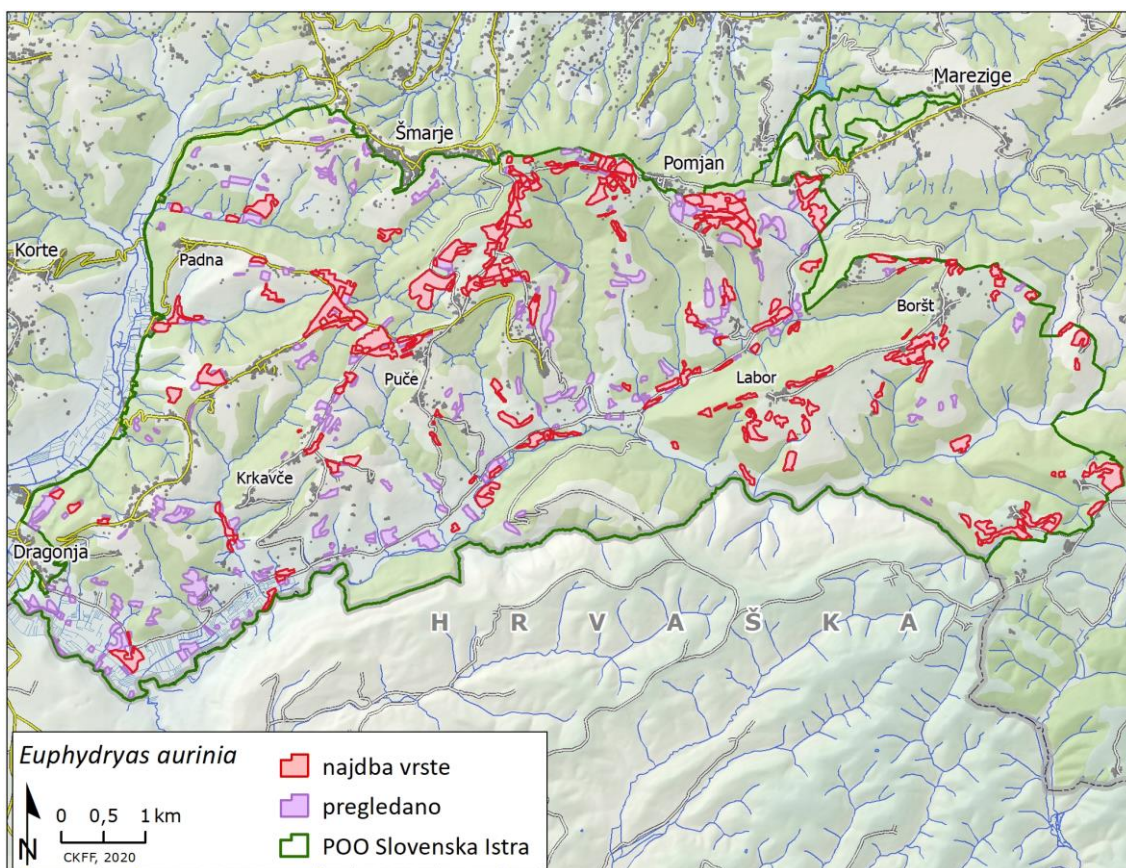 Marezige
Šmarje
Pomjan
Korte
Padna
Boršt
Puče
Labor
Krkavče
Dragonja
HRVAŠKA
Euphydryas aurinia
najdba vrste
0 0,5 1 km
pregledano
N
CKFF, 2020
POO Slovenska Istra